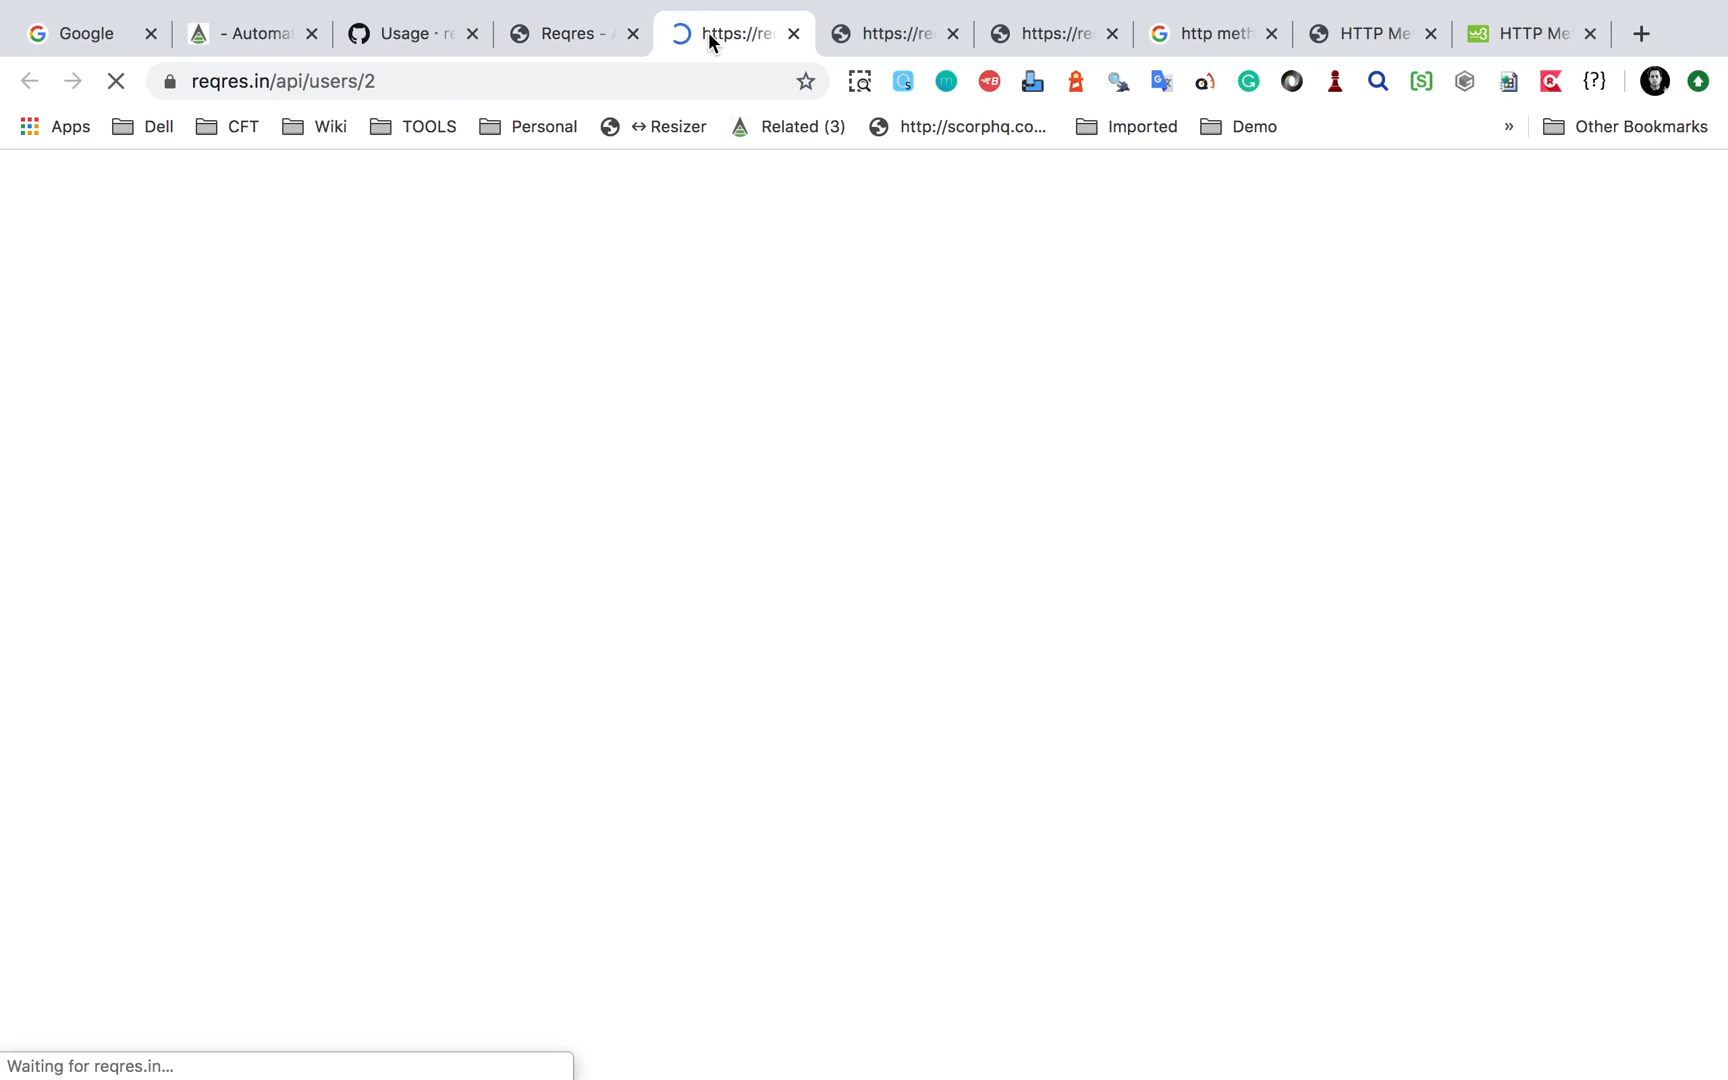 Google - Automat Usage · re Reqres - A https://rec https://re https://re http meth HTTP Me HTTP Me
reqres.in/api/users/2
Apps Dell CFT Wiki TOOLS Personal ↔ Resizer Related (3) http://scorphq.co... Imported Demo » Other Bookmarks
Waiting for reqres.in...